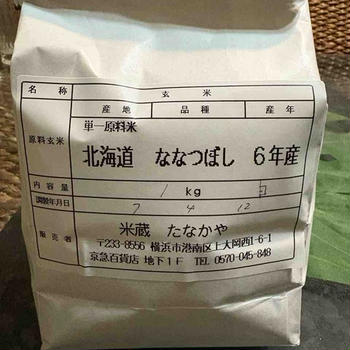 名称 玄米
原料玄米 産地 品種 産年
単一原料米
北海道 ななつぼし 6年産
内容量 1 kg
調製年月日 7 4 12
販売者 米蔵 たなかや
〒233-8556 横浜市港南区上大岡西1-6-1
京急百貨店 地下1F TEL 0570-045-848